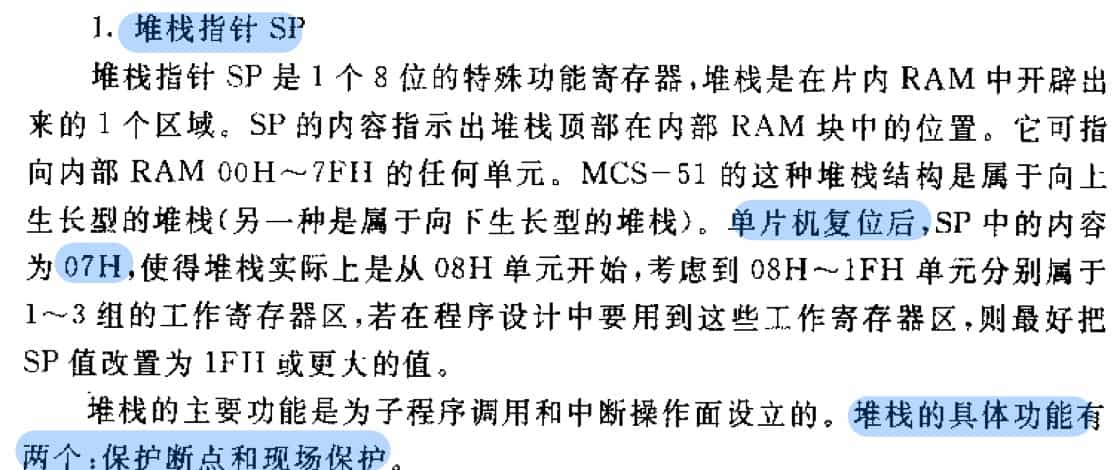 1. 堆栈指针 SP
堆栈指针 SP 是 1 个 8 位的特殊功能寄存器,堆栈是在片内 RAM 中开辟出
来的 1 个区域。SP 的内容指示出堆栈顶部在内部 RAM 块中的位置。它可指
向内部 RAM 00H～7FH 的任何单元。MCS-51 的这种堆栈结构是属于向上
生长型的堆栈(另一种是属于向下生长型的堆栈)。单片机复位后,SP 中的内容
为 07H,使得堆栈实际上是从 08H 单元开始,考虑到 08H～1FH 单元分别属于
1～3 组的工作寄存器区,若在程序设计中要用到这些工作寄存器区,则最好把
SP 值改置为 1FH 或更大的值。
堆栈的主要功能是为子程序调用和中断操作面设立的。堆栈的具体功能有
两个:保护断点和现场保护。